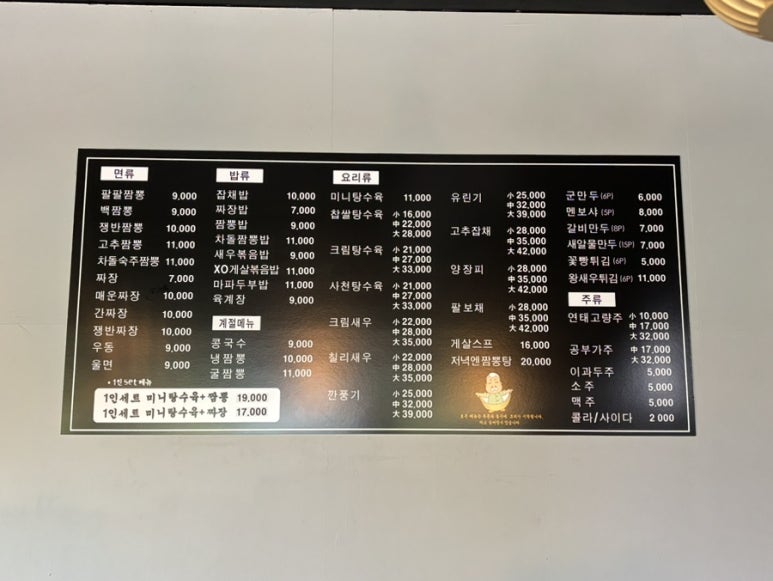 면류
팔팔짬뽕 9,000
백짬뽕 9,000
쟁반짬뽕 10,000
고추짬뽕 11,000
차돌숙주짬뽕 11,000
짜장 7,000
매운짜장 10,000
간짜장 10,000
쟁반짜장 10,000
우동 9,000
울면 9,000
1인 set 메뉴
1인세트 미니탕수육+짬뽕 19,000
1인세트 미니탕수육+짜장 17,000
밥류
잡채밥 10,000
짜장밥 7,000
짬뽕밥 9,000
차돌짬뽕밥 11,000
새우볶음밥 9,000
XO게살볶음밥 11,000
마파두부밥 11,000
육계장 9,000
계절메뉴
콩국수 9,000
냉짬뽕 10,000
굴짬뽕 11,000
요리류
미니탕수육 11,000
찹쌀탕수육 小 16,000
中 22,000
大 28,000
크림탕수육 小 21,000
中 27,000
大 33,000
사천탕수육 小 21,000
中 27,000
大 33,000
크림새우 小 22,000
中 28,000
大 35,000
칠리새우 小 22,000
中 28,000
大 35,000
깐풍기 小 25,000
中 32,000
大 39,000
유린기 小 25,000
中 32,000
大 39,000
고추잡채 小 28,000
中 35,000
大 42,000
양장피 小 28,000
中 35,000
大 42,000
팔보채 小 28,000
中 35,000
大 42,000
게살스프 16,000
저녁엔짬뽕탕 20,000
군만두 (6P) 6,000
멘보샤 (5P) 8,000
갈비만두 (8P) 7,000
새알물만두 (15P) 7,000
꽃빵튀김 (6P) 5,000
왕새우튀김 (6P) 11,000
주류
연태고량주 小 10,000
中 17,000
大 32,000
공부가주 中 17,000
大 32,000
이과두주 5,000
소주 5,000
맥주 5,000
콜라/사이다 2 000